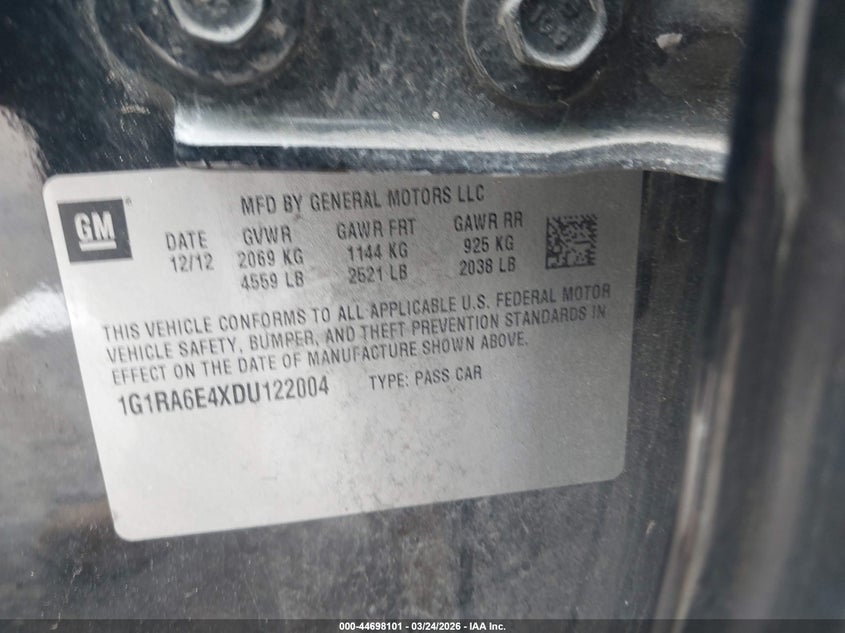 GM
MFD BY GENERAL MOTORS LLC
DATE GVWR GAWR FRT GAWR RR
12/12 2069 KG 1144 KG 925 KG
4559 LB 2521 LB 2038 LB
THIS VEHICLE CONFORMS TO ALL APPLICABLE U.S. FEDERAL MOTOR
VEHICLE SAFETY, BUMPER, AND THEFT PREVENTION STANDARDS IN
EFFECT ON THE DATE OF MANUFACTURE SHOWN ABOVE.
1G1RA6E4XDU122004 TYPE: PASS CAR
000-44698101 - 03/24/2026 - IAA Inc.